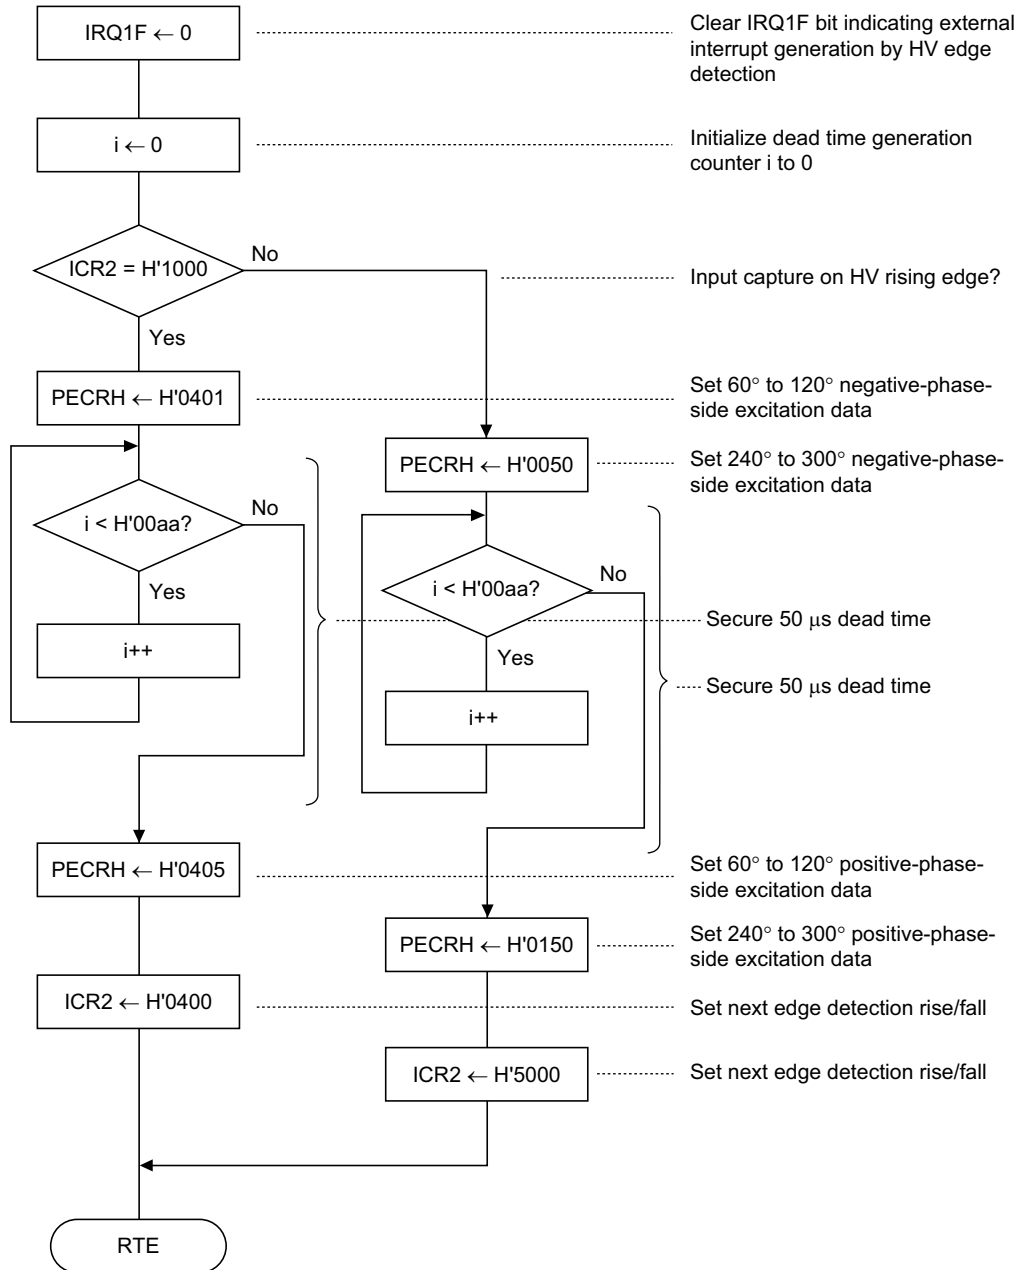 IRQ1F ← 0
Clear IRQ1F bit indicating external
interrupt generation by HV edge
detection
i ← 0
Initialize dead time generation
counter i to 0
ICR2 = H'1000
No
Input capture on HV rising edge?
Yes
PECRH ← H'0401
Set 60° to 120° negative-phase-
side excitation data
PECRH ← H'0050
Set 240° to 300° negative-phase-
side excitation data
i < H'00aa?
No
Yes
i++
i < H'00aa?
No
Yes
i++
Secure 50 μs dead time
Secure 50 μs dead time
PECRH ← H'0405
Set 60° to 120° positive-phase-
side excitation data
PECRH ← H'0150
Set 240° to 300° positive-phase-
side excitation data
ICR2 ← H'0400
Set next edge detection rise/fall
ICR2 ← H'5000
Set next edge detection rise/fall
RTE